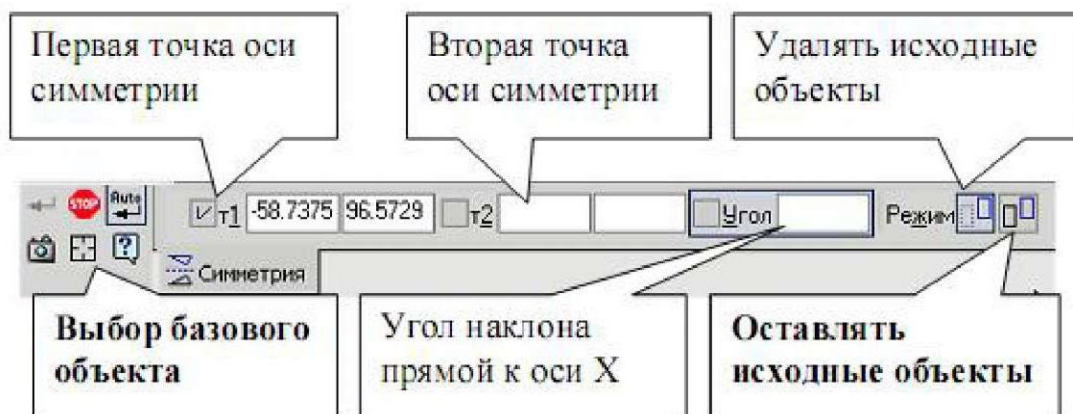 Первая точка оси
симметрии
Вторая точка
оси симметрии
Удалять исходные
объекты
STOP Auto т1 -58.7375 96.5729 т2 Угол Режим
Симметрия
Выбор базового
объекта
Угол наклона
прямой к оси X
Оставлять
исходные объекты